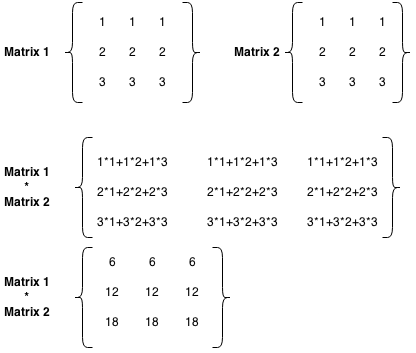 1 1 1 1 1 1
Matrix 1 2 2 2 Matrix 2 2 2 2
3 3 3 3 3 3
1*1+1*2+1*3 1*1+1*2+1*3 1*1+1*2+1*3
Matrix 1
*
Matrix 2
2*1+2*2+2*3 2*1+2*2+2*3 2*1+2*2+2*3
3*1+3*2+3*3 3*1+3*2+3*3 3*1+3*2+3*3
6 6 6
Matrix 1
*
Matrix 2
12 12 12
18 18 18